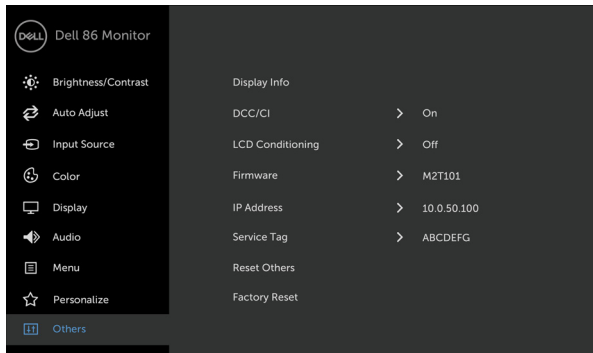 DELL Dell 86 Monitor
Brightness/Contrast Display Info
Auto Adjust DCC/CI > On
Input Source LCD Conditioning > Off
Color Firmware > M2T101
Display IP Address > 10.0.50.100
Audio Service Tag > ABCDEFG
Menu Reset Others
Personalize Factory Reset
Others